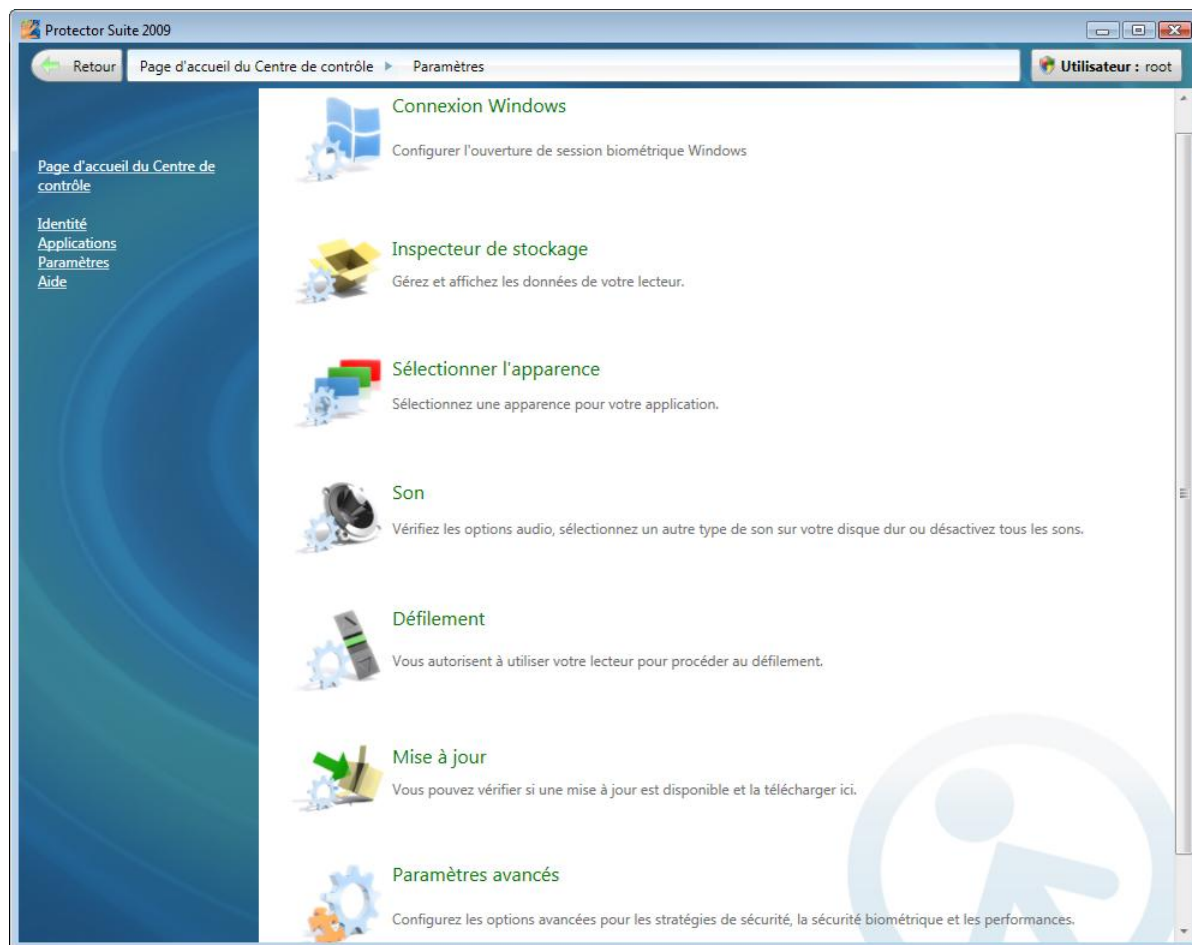 Protector Suite 2009
Retour
Page d'accueil du Centre de contrôle
Paramètres
Utilisateur : root
Page d'accueil du Centre de
contrôle
Identité
Applications
Paramètres
Aide
Connexion Windows
Configurer l'ouverture de session biométrique Windows
Inspecteur de stockage
Gérez et affichez les données de votre lecteur.
Sélectionner l'apparence
Sélectionnez une apparence pour votre application.
Son
Vérifiez les options audio, sélectionnez un autre type de son sur votre disque dur ou désactivez tous les sons.
Défilement
Vous autorisent à utiliser votre lecteur pour procéder au défilement.
Mise à jour
Vous pouvez vérifier si une mise à jour est disponible et la télécharger ici.
Paramètres avancés
Configurez les options avancées pour les stratégies de sécurité, la sécurité biométrique et les performances.